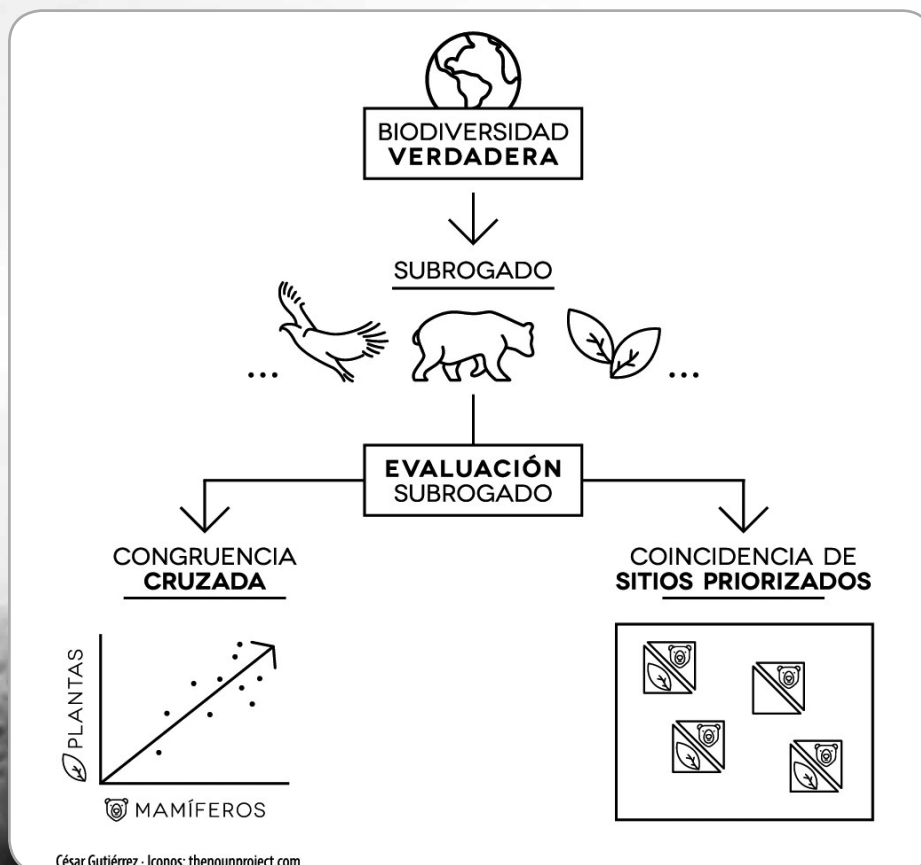 BIODIVERSIDAD
VERDADERA
SUBROGADO
... ...
EVALUACIÓN
SUBROGADO
CONGRUENCIA
CRUZADA
PLANTAS
MAMÍFEROS
COINCIDENCIA DE
SITIOS PRIORIZADOS
César Gutiérrez · Iconos: thenounproject.com